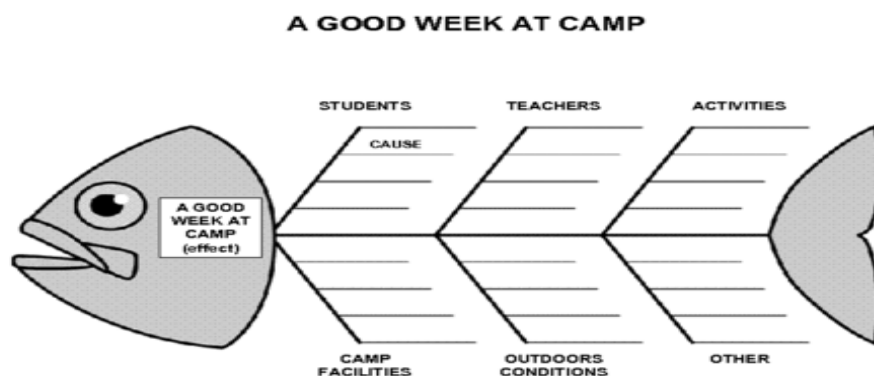 A GOOD WEEK AT CAMP
STUDENTS
TEACHERS
ACTIVITIES
CAUSE
A GOOD
WEEK AT
CAMP
(effect)
CAMP
FACILITIES
OUTDOORS
CONDITIONS
OTHER